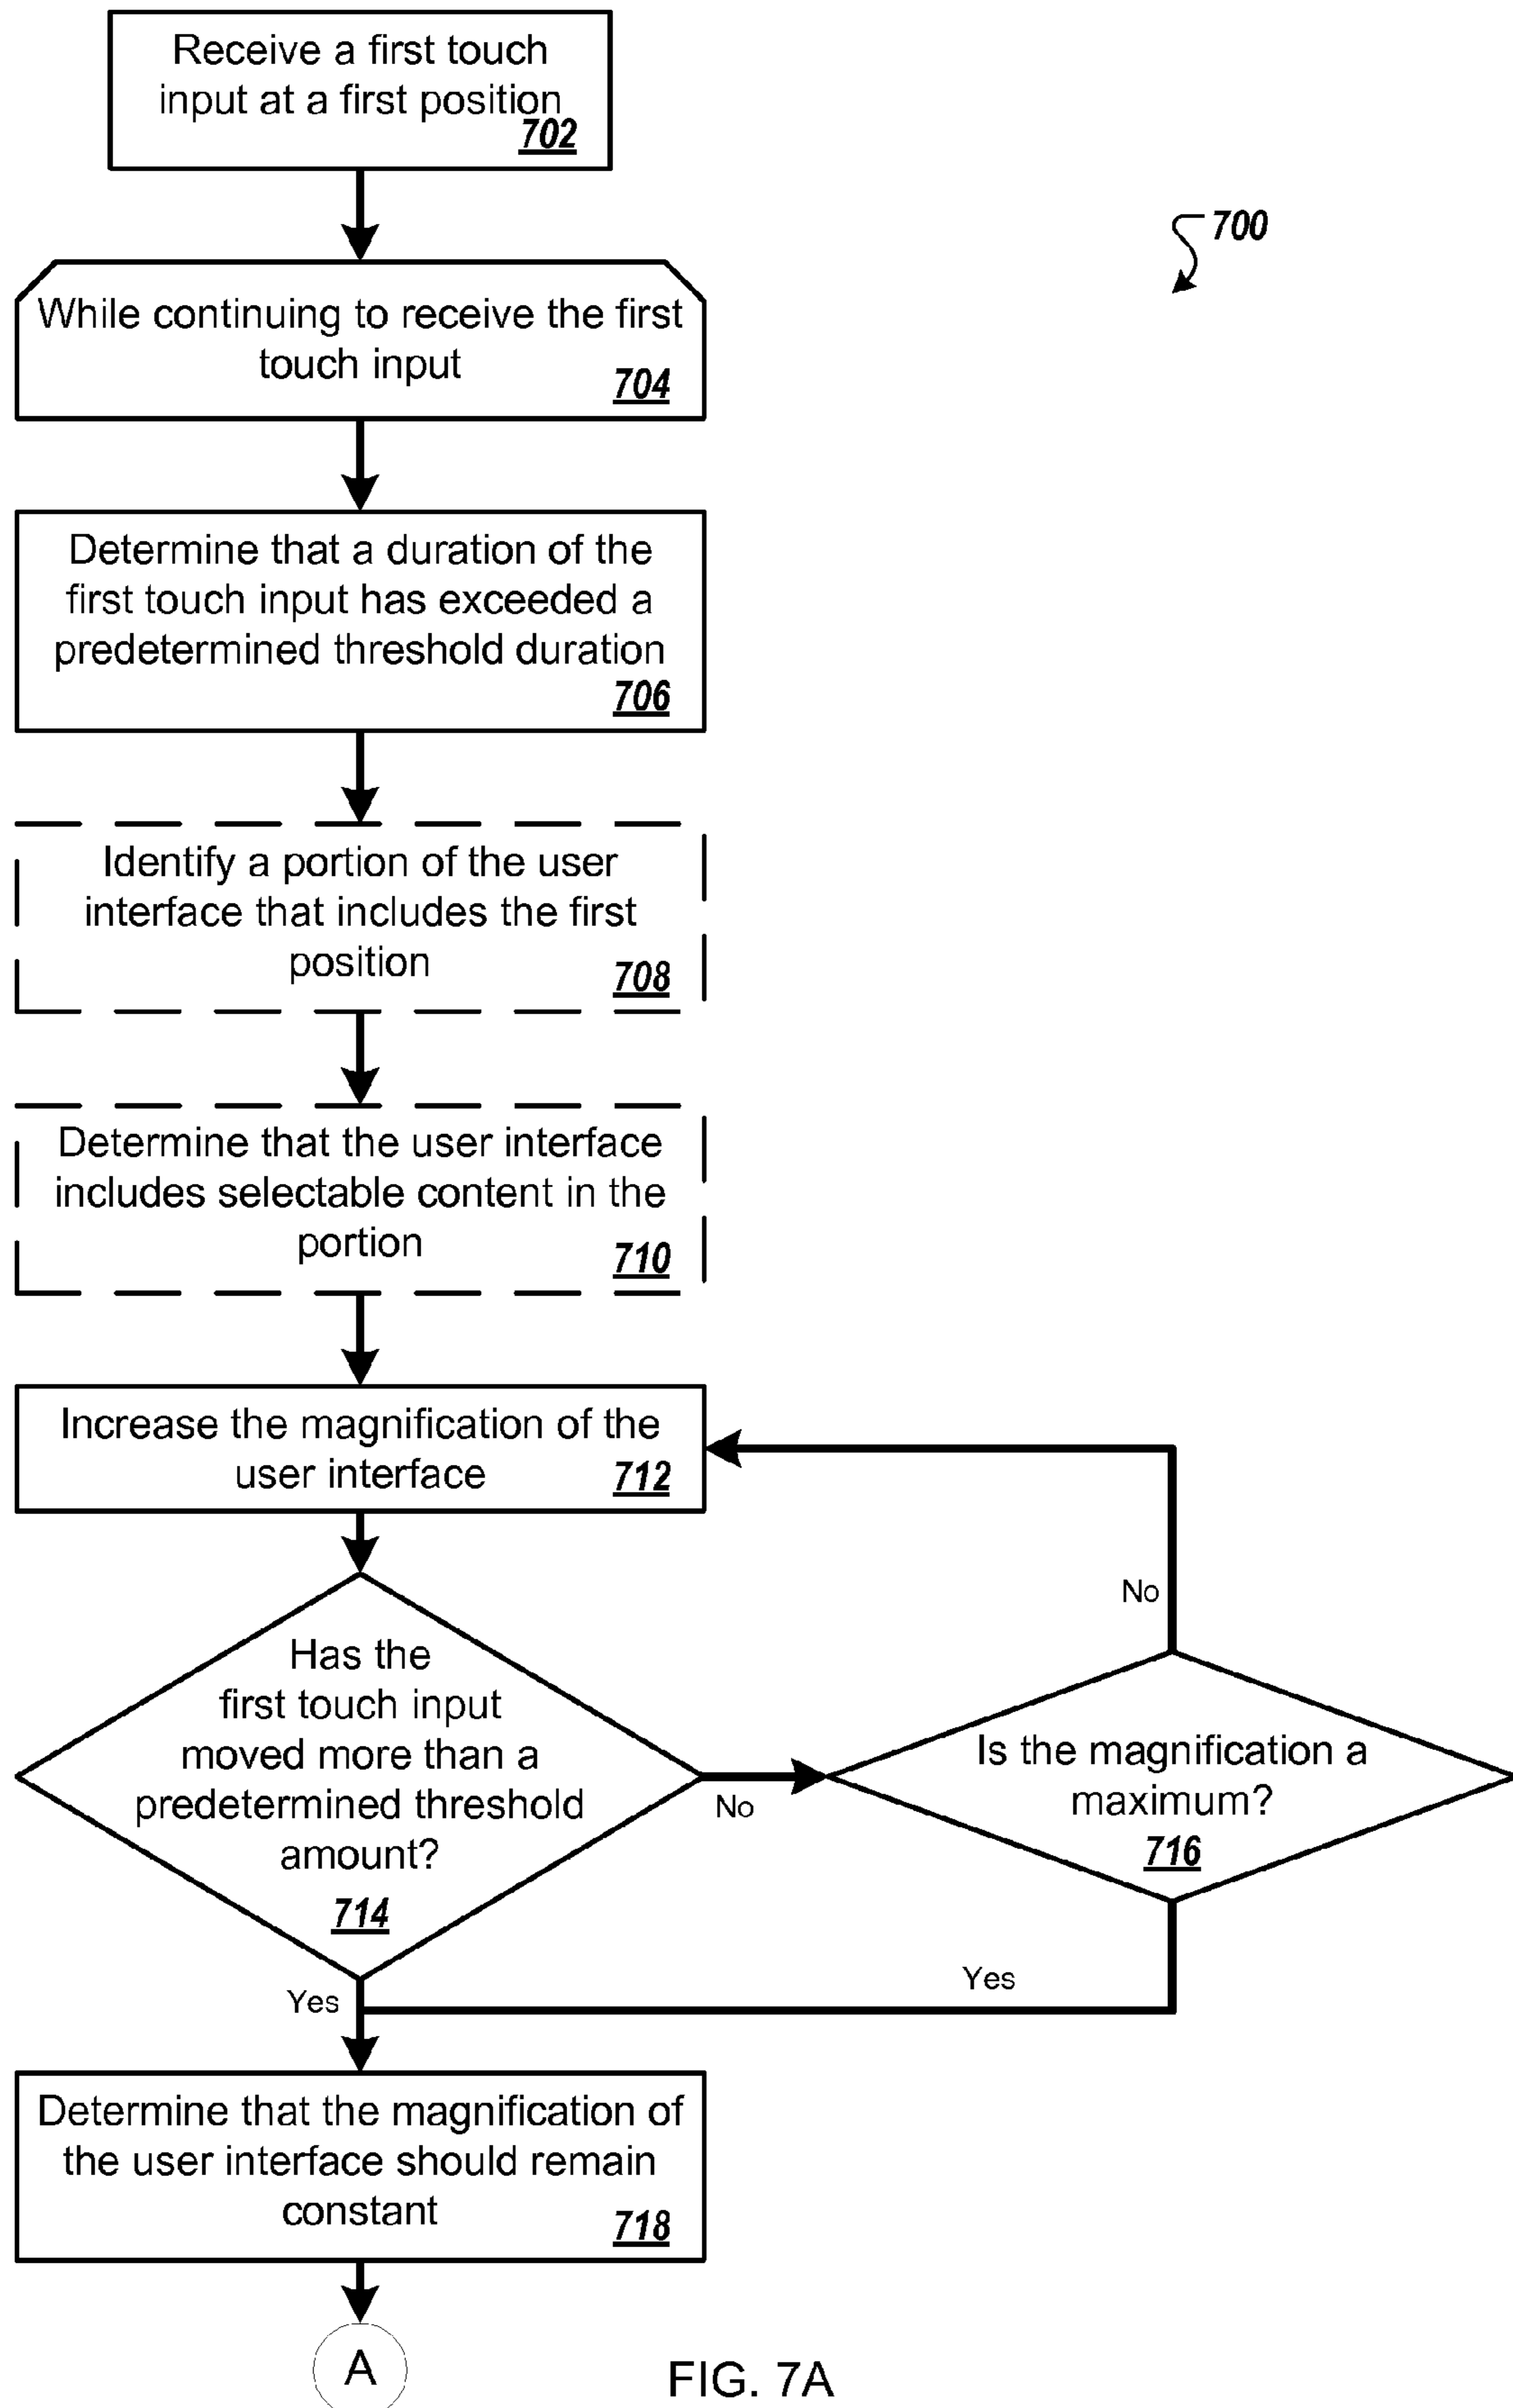 Receive a first touch
input at a first position
702
700
While continuing to receive the first
touch input
704
Determine that a duration of the
first touch input has exceeded a
predetermined threshold duration
706
Identify a portion of the user
interface that includes the first
position
708
Determine that the user interface
includes selectable content in the
portion
710
Increase the magnification of the
user interface
712
Has the
first touch input
moved more than a
predetermined threshold
amount?
714
No
Is the magnification a
maximum?
716
No
Yes
Yes
Determine that the magnification of
the user interface should remain
constant
718
A
FIG. 7A